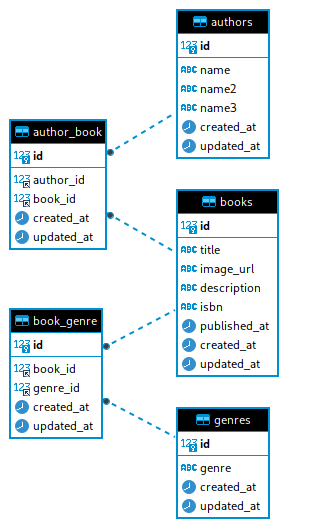 authors
123 id
ABC name
ABC name2
ABC name3
created_at
updated_at
author_book
123 id
123 author_id
123 book_id
created_at
updated_at
books
123 id
ABC title
ABC image_url
ABC description
ABC isbn
published_at
created_at
updated_at
book_genre
123 id
123 book_id
123 genre_id
created_at
updated_at
genres
123 id
ABC genre
created_at
updated_at